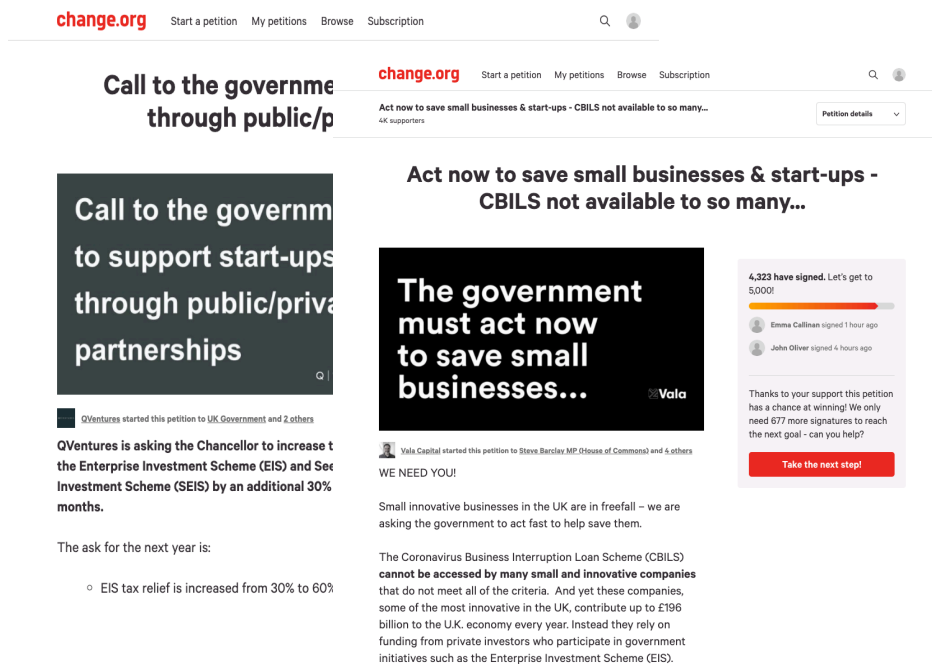 change.org
Start a petition My petitions Browse Subscription
Call to the governme
through public/p
Call to the governm
to support start-ups
through public/priva
partnerships
Q |
QVentures started this petition to UK Government and 2 others
QVentures is asking the Chancellor to increase t
the Enterprise Investment Scheme (EIS) and See
Investment Scheme (SEIS) by an additional 30%
months.
The ask for the next year is:
EIS tax relief is increased from 30% to 60%
change.org
Start a petition My petitions Browse Subscription
Act now to save small businesses & start-ups - CBILS not available to so many...
4K supporters
Petition details
Act now to save small businesses & start-ups -
CBILS not available to so many...
The government
must act now
to save small
businesses...
Vala
Vala Capital started this petition to Steve Barclay MP (House of Commons) and 4 others
WE NEED YOU!
Small innovative businesses in the UK are in freefall – we are
asking the government to act fast to help save them.
The Coronavirus Business Interruption Loan Scheme (CBILS)
cannot be accessed by many small and innovative companies
that do not meet all of the criteria. And yet these companies,
some of the most innovative in the UK, contribute up to £196
billion to the U.K. economy every year. Instead they rely on
funding from private investors who participate in government
initiatives such as the Enterprise Investment Scheme (EIS).
4,323 have signed. Let's get to
5,000!
Emma Callinan signed 1 hour ago
John Oliver signed 4 hours ago
Thanks to your support this petition
has a chance at winning! We only
need 677 more signatures to reach
the next goal - can you help?
Take the next step!